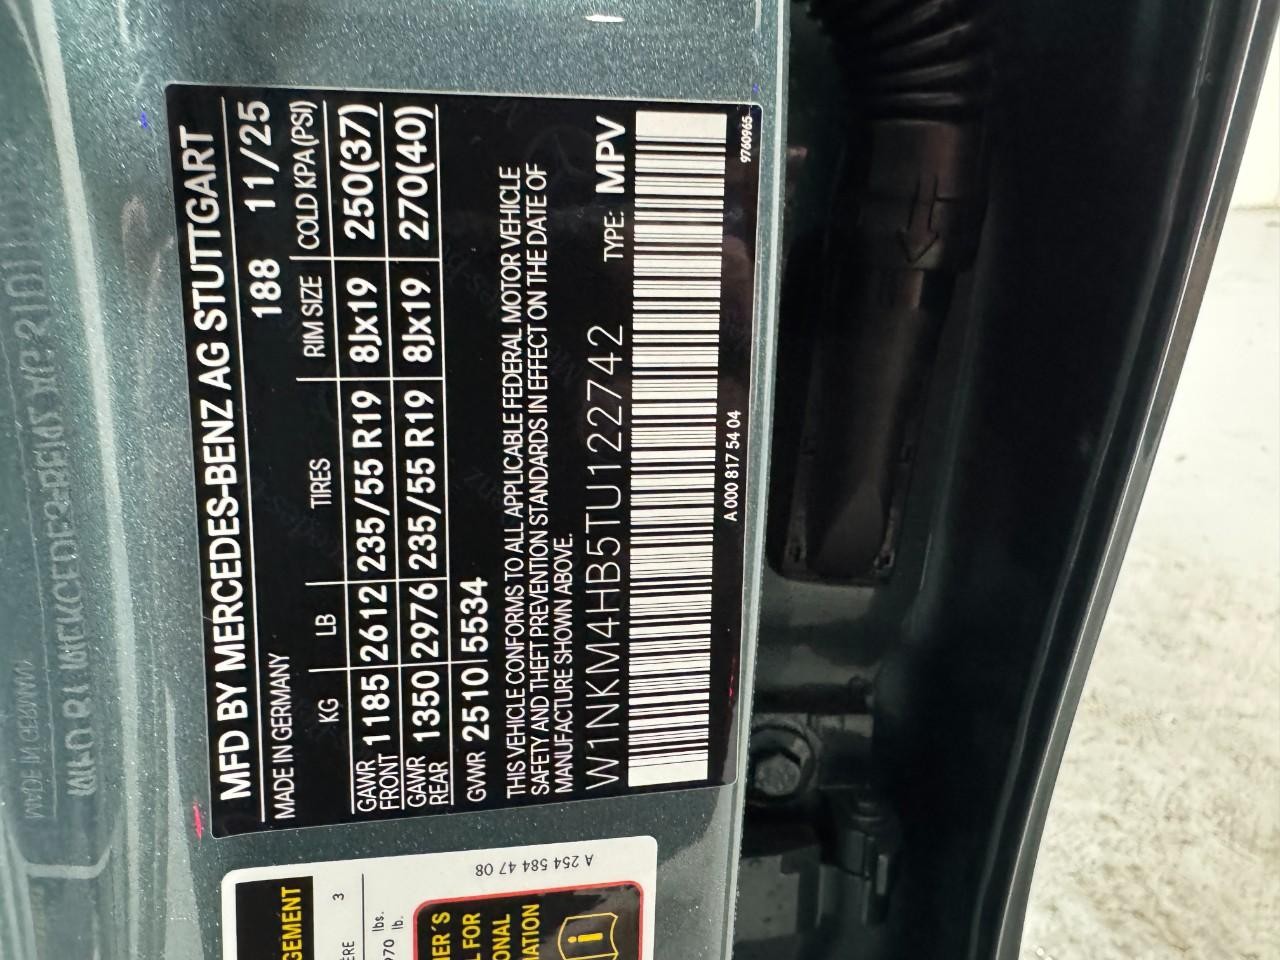 MFD BY MERCEDES-BENZ AG STUTTGART
MADE IN GERMANY 188 11/25
KG LB TIRES RIM SIZE COLD KPA(PSI)
GAWR FRONT 1185 2612 235/55 R19 8Jx19 250(37)
GAWR REAR 1350 2976 235/55 R19 8Jx19 270(40)
GVWR 2510 5534
THIS VEHICLE CONFORMS TO ALL APPLICABLE FEDERAL MOTOR VEHICLE
SAFETY AND THEFT PREVENTION STANDARDS IN EFFECT ON THE DATE OF
MANUFACTURE SHOWN ABOVE.
W1NKM4HB5TU122742 TYPE: MPV
A 000 817 54 04 9760965
A 254 584 47 08
3
lbs.
lb.